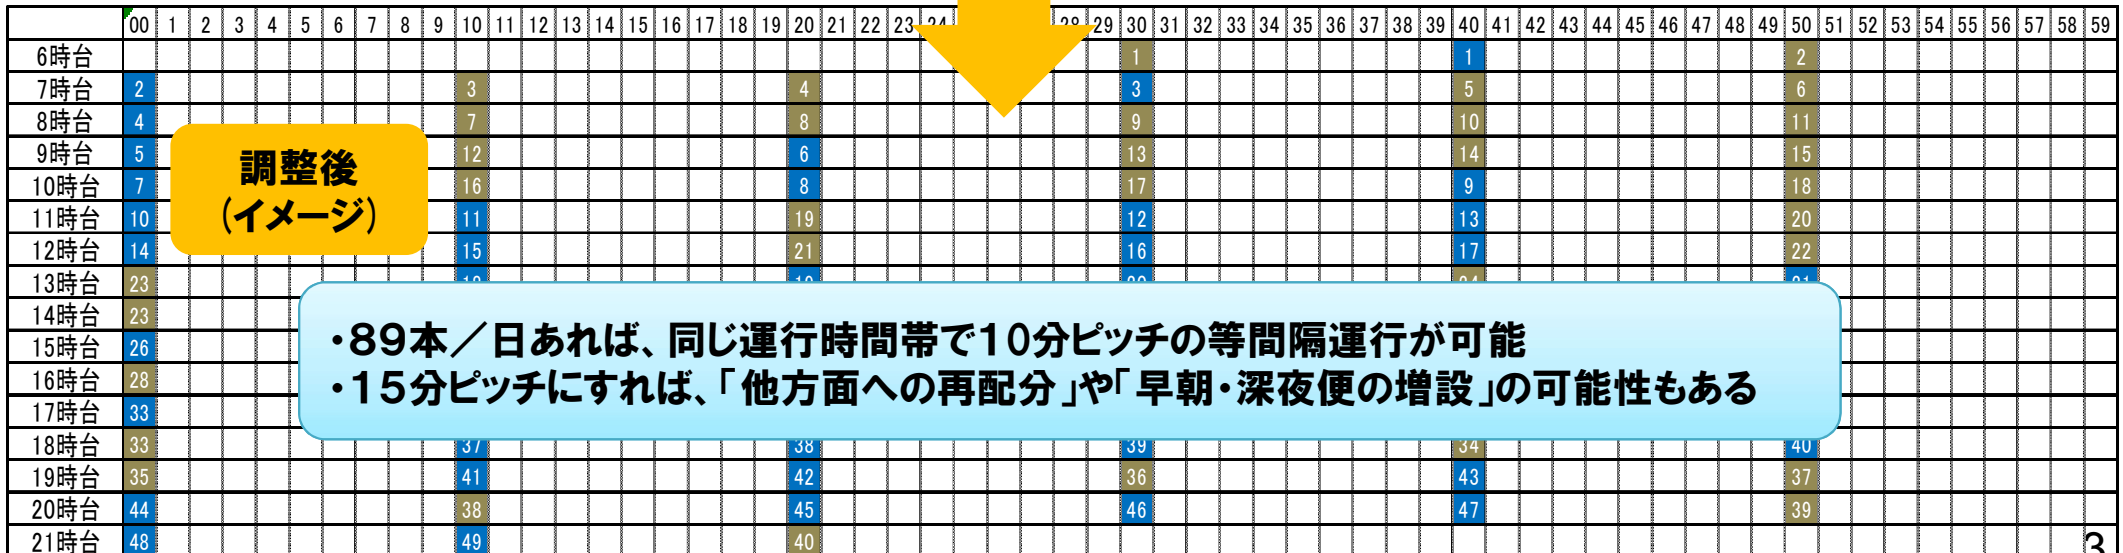 00 1 2 3 4 5 6 7 8 9 10 11 12 13 14 15 16 17 18 19 20 21 22 23 24 28 29 30 31 32 33 34 35 36 37 38 39 40 41 42 43 44 45 46 47 48 49 50 51 52 53 54 55 56 57 58 59
6時台 1 1 2
7時台 2 3 4 3 5 6
8時台 4 7 8 9 10 11
9時台 5 12 6 13 14 15
10時台 7 16 8 17 9 18
11時台 10 11 19 12 13 20
12時台 14 15 21 16 17 22
調整後
(イメージ)
13時台 23
14時台 23
15時台 26
16時台 28
17時台 33
・89本／日あれば、同じ運行時間帯で10分ピッチの等間隔運行が可能
・15分ピッチにすれば、「他方面への再配分」や「早朝・深夜便の増設」の可能性もある
18時台 33 37 38 39 34 40
19時台 35 41 42 36 43 37
20時台 44 38 45 46 47 39
21時台 48 49 40
3